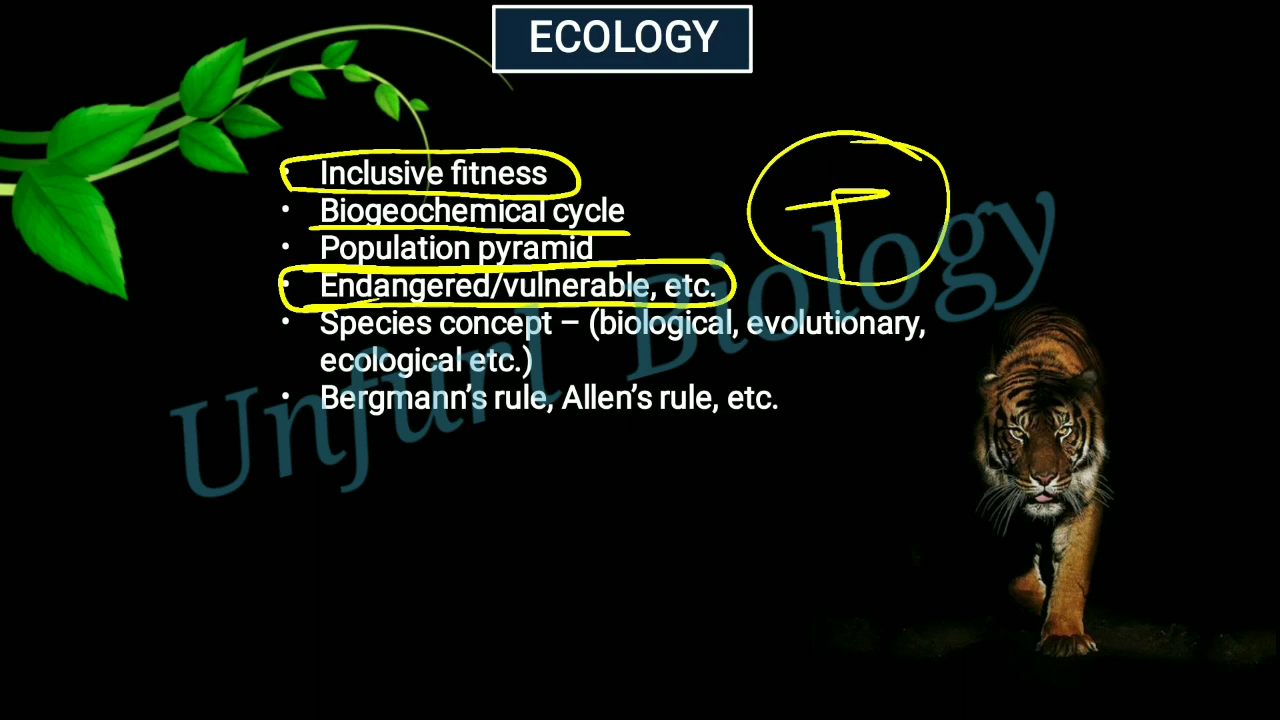 ECOLOGY
• Inclusive fitness
• Biogeochemical cycle
• Population pyramid
• Endangered/vulnerable, etc.
• Species concept – (biological, evolutionary,
ecological etc.)
• Bergmann's rule, Allen's rule, etc.
T
Unfurl Biology